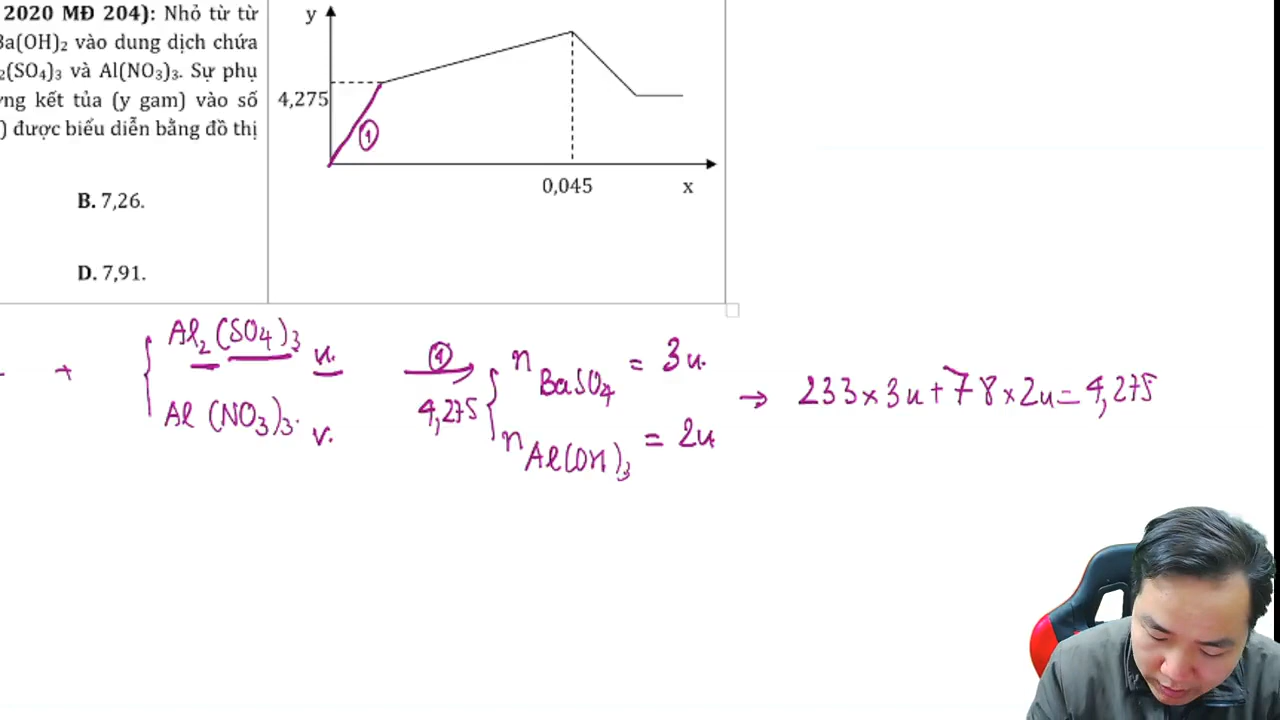 2020 MĐ 204): Nhỏ từ từ
Ba(OH)₂ vào dung dịch chứa
₂(SO₄)₃ và Al(NO₃)₃. Sự phụ
kết tủa (y gam) vào số
) được biểu diễn bằng đồ thị
B. 7,26.
D. 7,91.
y
4,275
①
0,045
x
+
Al₂(SO₄)₃ u.
Al(NO₃)₃. v.
①
4,275
n BaSO₄ = 3u.
n Al(OH)₃ = 2u
→ 233×3u+78×2u=4,275